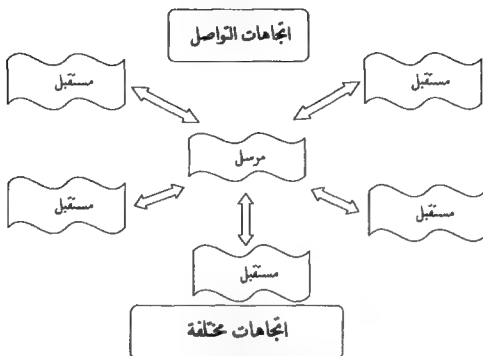 اتجاهات التواصل
مستقبل
مستقبل
مرسل
مستقبل
مستقبل
مستقبل
اتجاهات مختلفة